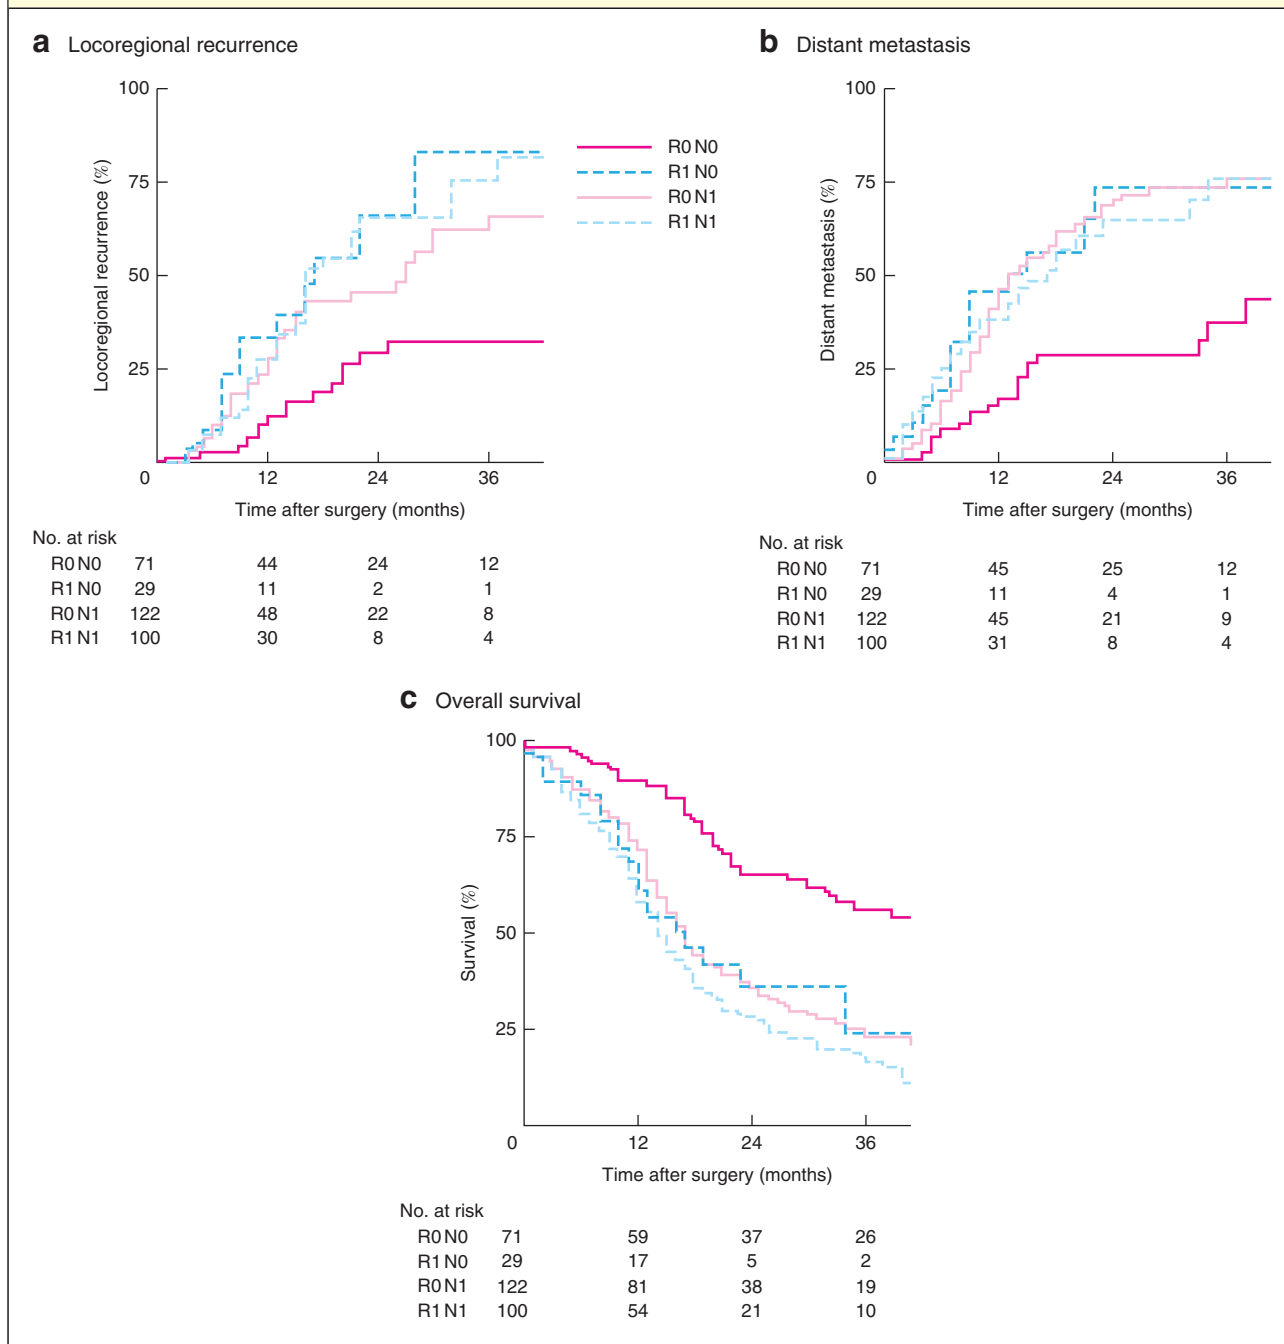 a Locoregional recurrence
100
75
50
25
0
12
24
36
Locoregional recurrence (%)
Time after surgery (months)
R0 N0
R1 N0
R0 N1
R1 N1
No. at risk
R0 N0 71 44 24 12
R1 N0 29 11 2 1
R0 N1 122 48 22 8
R1 N1 100 30 8 4
b Distant metastasis
100
75
50
25
0
12
24
36
Distant metastasis (%)
Time after surgery (months)
No. at risk
R0 N0 71 45 25 12
R1 N0 29 11 4 1
R0 N1 122 45 21 9
R1 N1 100 31 8 4
c Overall survival
100
75
50
25
0
12
24
36
Survival (%)
Time after surgery (months)
No. at risk
R0 N0 71 59 37 26
R1 N0 29 17 5 2
R0 N1 122 81 38 19
R1 N1 100 54 21 10